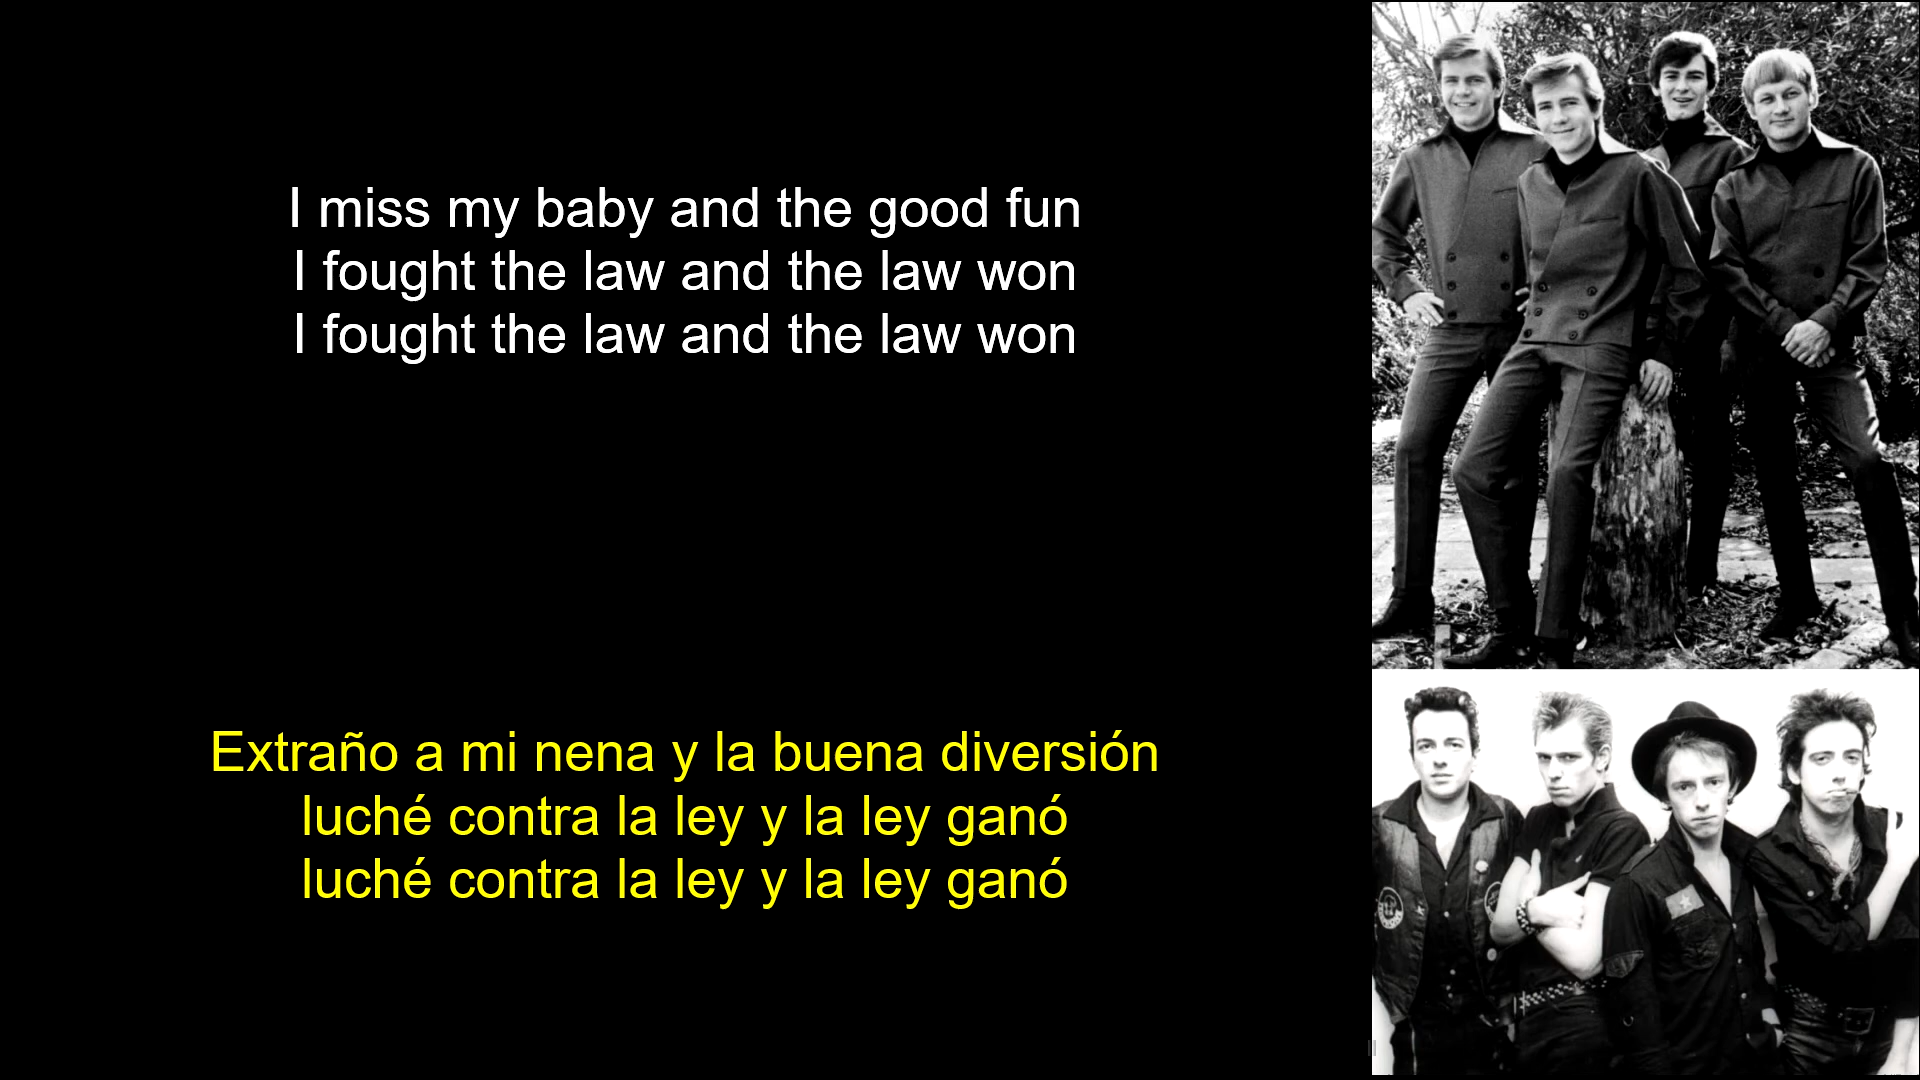 I miss my baby and the good fun
I fought the law and the law won
I fought the law and the law won
Extraño a mi nena y la buena diversión
luché contra la ley y la ley ganó
luché contra la ley y la ley ganó